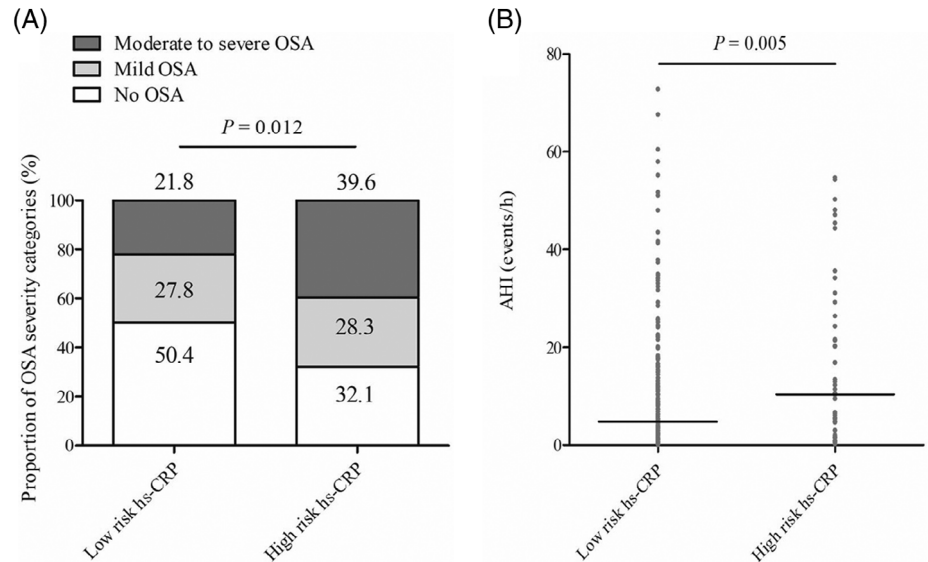 (A)
Moderate to severe OSA
Mild OSA
No OSA
P = 0.012
21.8
39.6
Proportion of OSA severity categories (%)
100
80
60
40
20
0
27.8
50.4
28.3
32.1
Low risk hs-CRP
High risk hs-CRP
(B)
P = 0.005
AHI (events/h)
80
60
40
20
0
Low risk hs-CRP
High risk hs-CRP